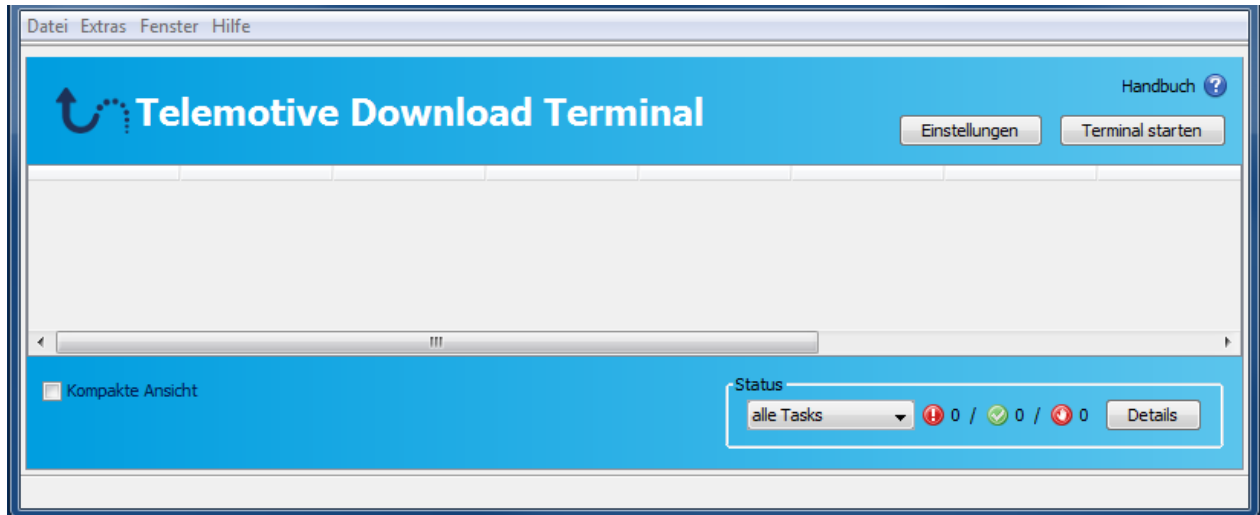 Datei Extras Fenster Hilfe
Handbuch
Telemotive Download Terminal
Einstellungen Terminal starten
Kompakte Ansicht
Status
alle Tasks 0 / 0 / 0 Details